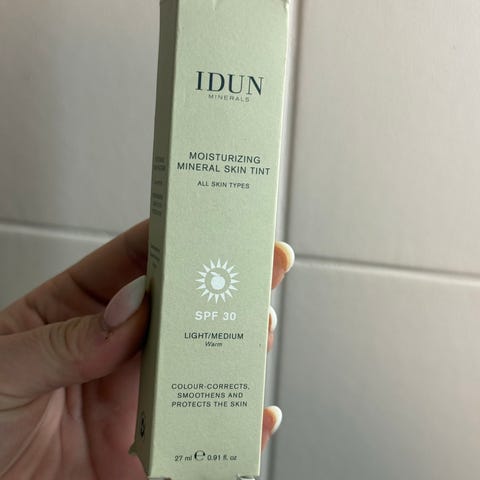 IDUN
MINERALS
MOISTURIZING
MINERAL SKIN TINT
ALL SKIN TYPES
SPF 30
LIGHT/MEDIUM
Warm
COLOUR-CORRECTS,
SMOOTHENS AND
PROTECTS THE SKIN
27 ml ℮ 0.91 fl. oz